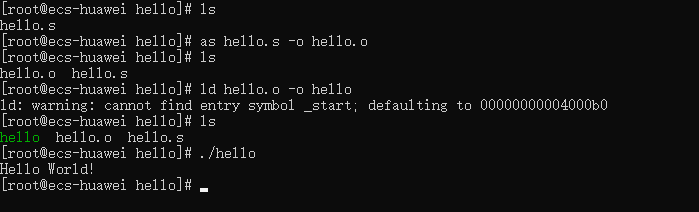 [root@ecs-huawei hello]# ls
hello.s
[root@ecs-huawei hello]# as hello.s -o hello.o
[root@ecs-huawei hello]# ls
hello.o  hello.s
[root@ecs-huawei hello]# ld hello.o -o hello
ld: warning: cannot find entry symbol _start; defaulting to 00000000004000b0
[root@ecs-huawei hello]# ls
hello  hello.o  hello.s
[root@ecs-huawei hello]# ./hello
Hello World!
[root@ecs-huawei hello]#